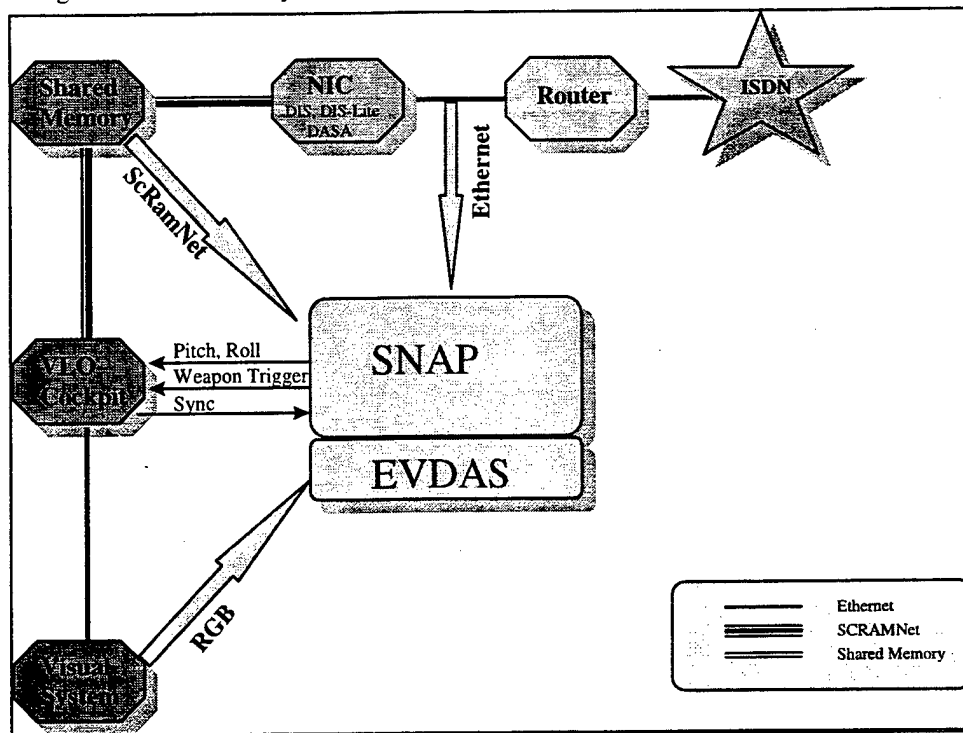 Shared
Memory
NIC
DIS, DIS-Lite
DASA
Router
ISDN
ScRamNet
Ethernet
SNAP
Pitch, Roll
Weapon Trigger
Sync
VLO-
Cockpit
EVDAS
RGB
Visual
System
Ethernet
SCRAMNet
Shared Memory